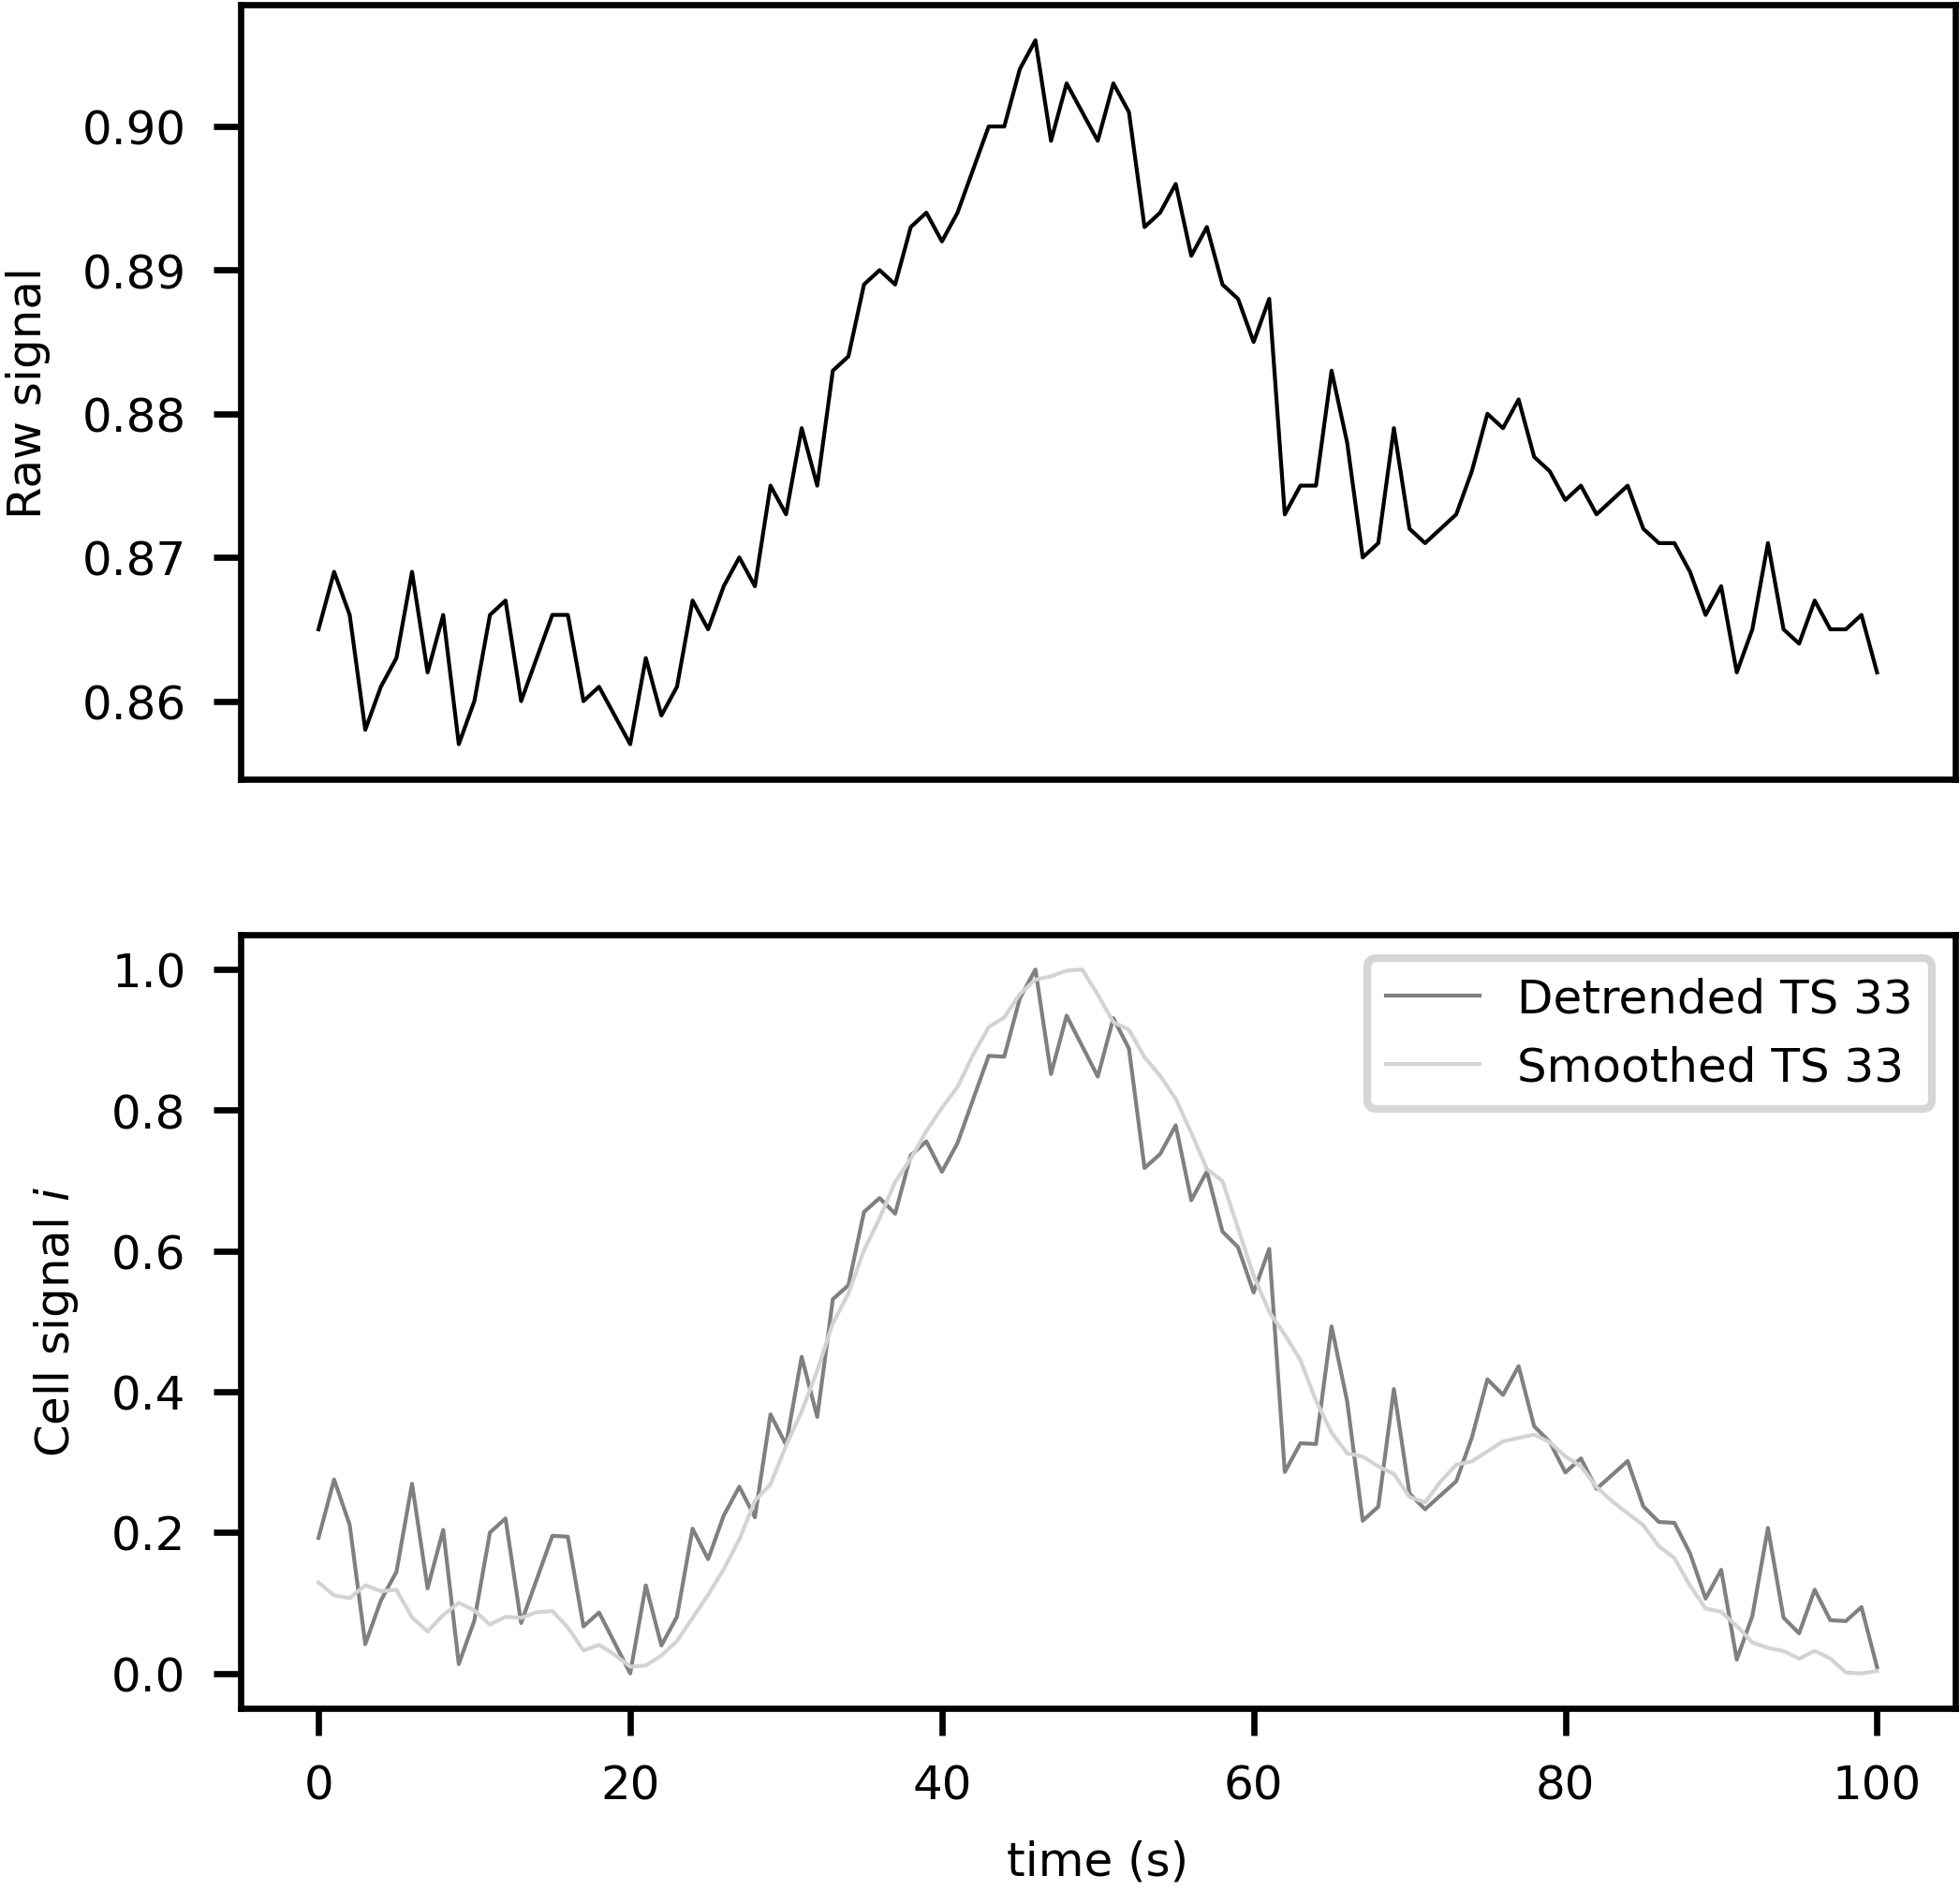 Raw signal
0.90
0.89
0.88
0.87
0.86
Cell signal i
1.0
0.8
0.6
0.4
0.2
0.0
Detrended TS 33
Smoothed TS 33
0 20 40 60 80 100
time (s)